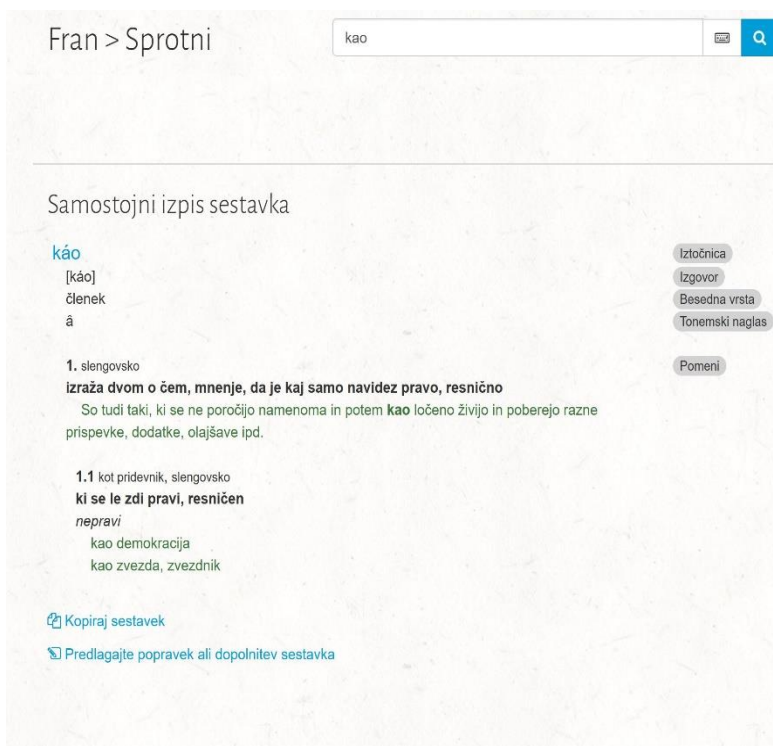 Fran > Sprotni
kao
Samostojni izpis sestavka
káo
Iztočnica
[káo]
Izgovor
členek
Besedna vrsta
ȃ
Tonemski naglas
1. slengovsko
Pomeni
izraža dvom o čem, mnenje, da je kaj samo navidez pravo, resnično
So tudi taki, ki se ne poročijo namenoma in potem kao ločeno živijo in poberejo razne
prispevke, dodatke, olajšave ipd.
1.1 kot pridevnik, slengovsko
ki se le zdi pravi, resničen
nepravi
kao demokracija
kao zvezda, zvezdnik
Kopiraj sestavek
Predlagajte popravek ali dopolnitev sestavka